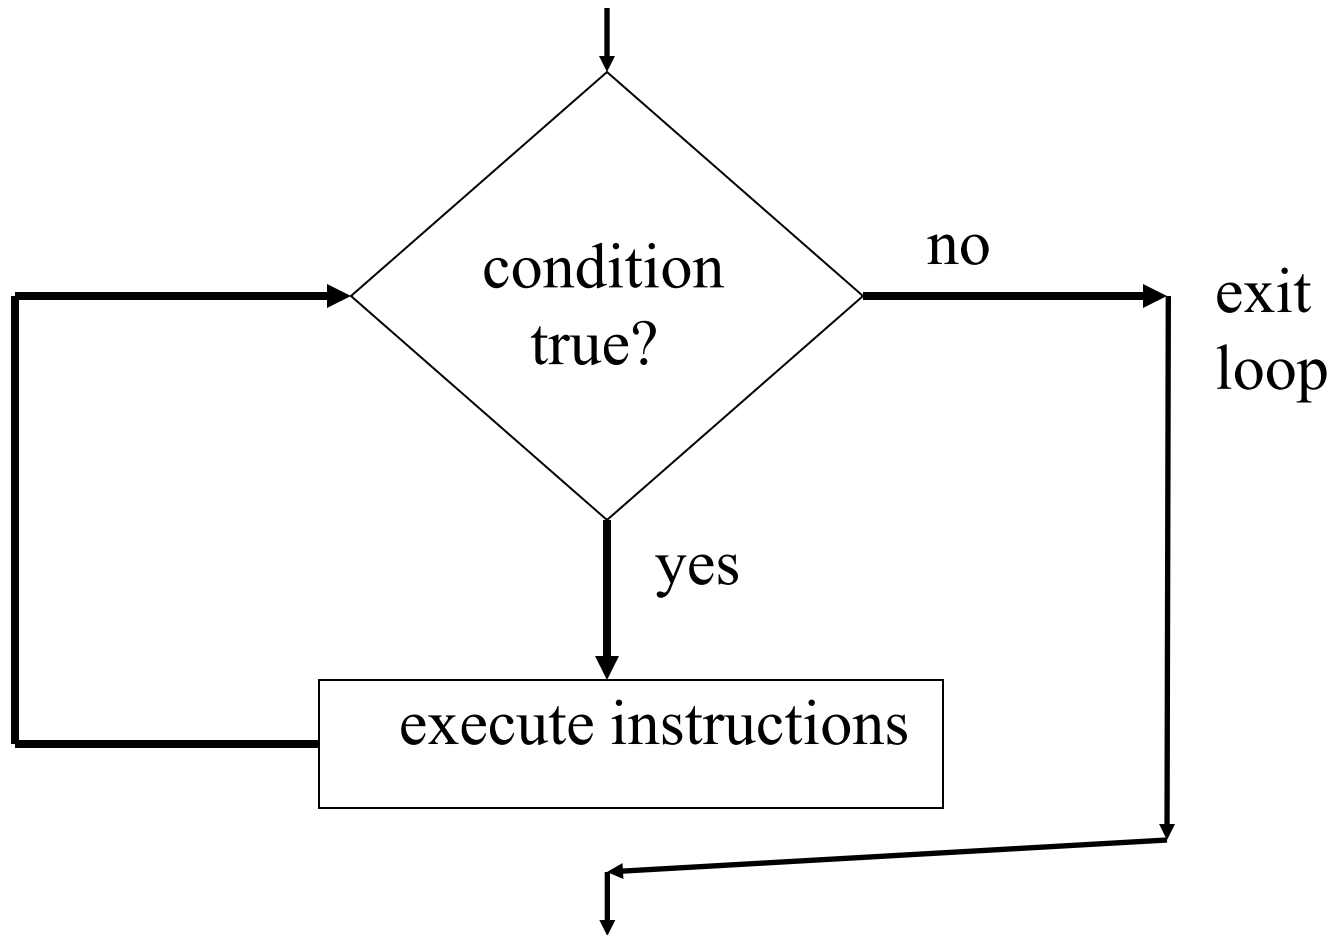 condition
true?
no
exit
loop
yes
execute instructions